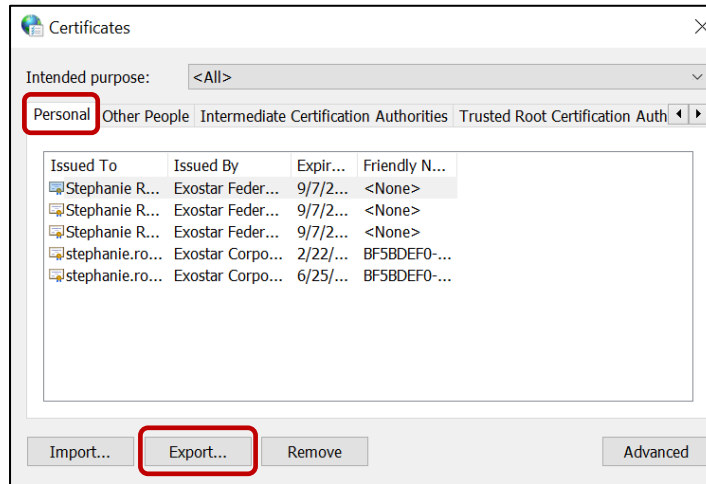 Certificates
Intended purpose: <All>
Personal Other People Intermediate Certification Authorities Trusted Root Certification Auth
Issued To Issued By Expir... Friendly N...
Stephanie R... Exostar Feder... 9/7/2... <None>
Stephanie R... Exostar Feder... 9/7/2... <None>
Stephanie R... Exostar Feder... 9/7/2... <None>
stephanie.ro... Exostar Corpo... 2/22/... BF5BDEF0-...
stephanie.ro... Exostar Corpo... 6/25/... BF5BDEF0-...
Import... Export... Remove Advanced